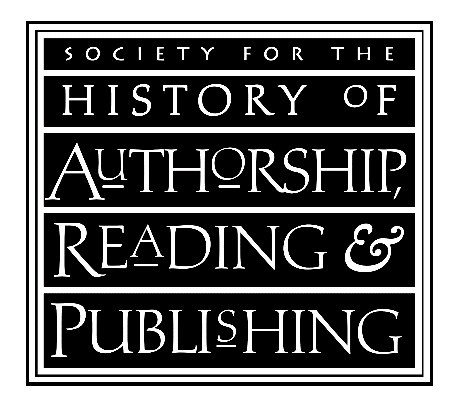 SOCIETY FOR THE
HISTORY OF
AUTHORSHIP,
READING &
PUBLISHING